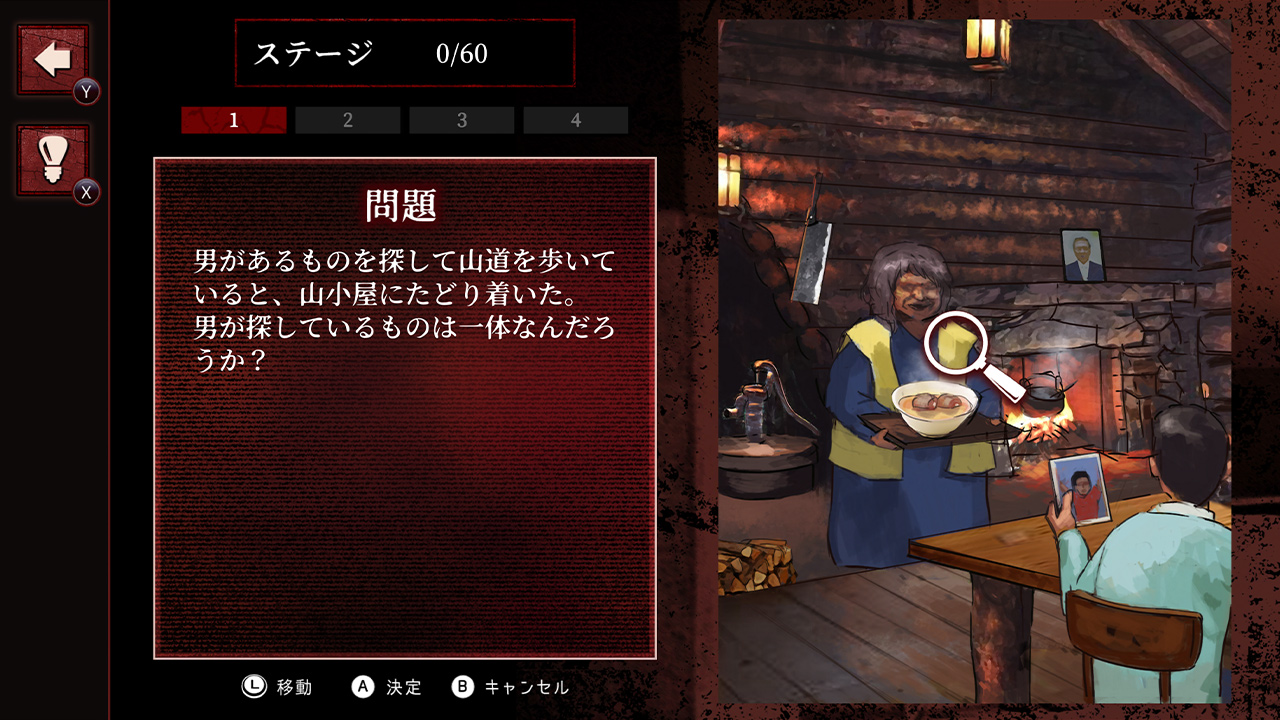 Y
X
ステージ 0/60
1 2 3 4
問題
男があるものを探して山道を歩いて
いると、山小屋にたどり着いた。
男が探しているものは一体なんだろ
うか？
L 移動 A 決定 B キャンセル